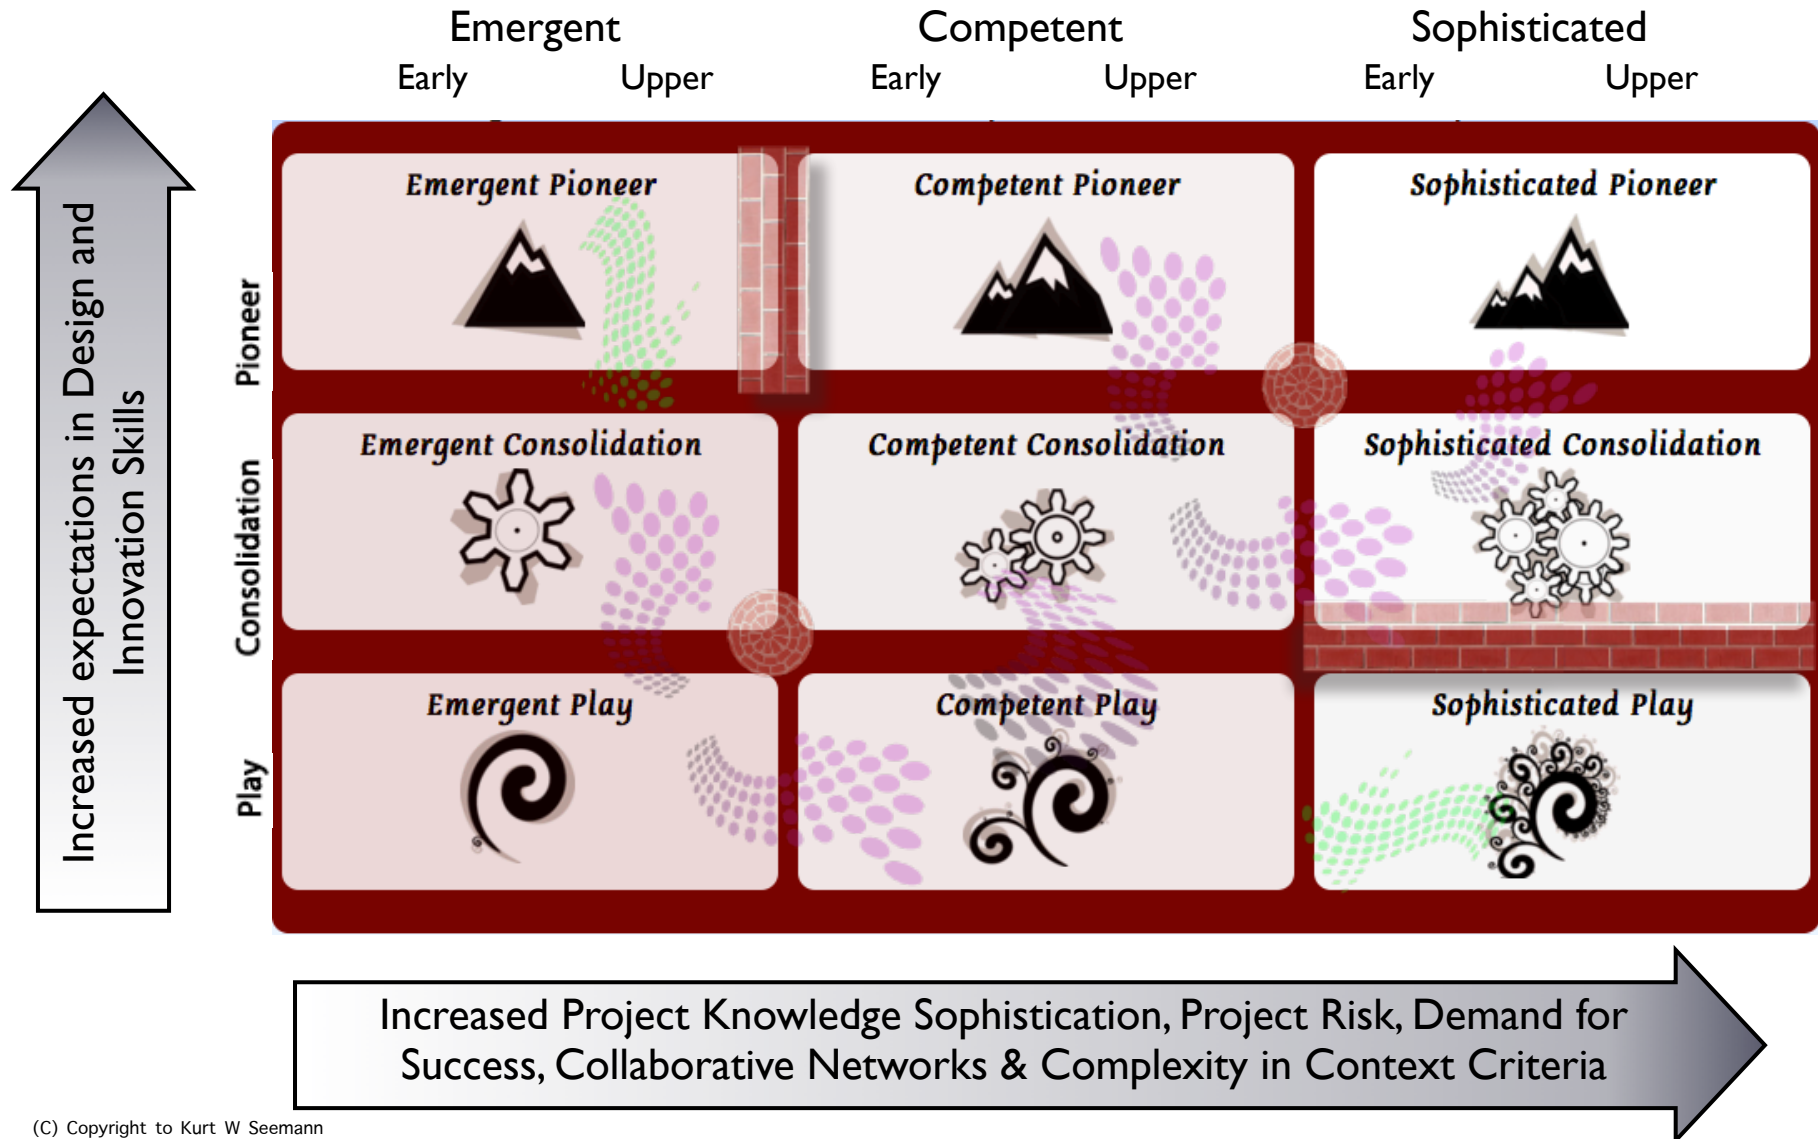 Emergent
Competent
Sophisticated
Early
Upper
Early
Upper
Early
Upper
Increased expectations in Design and
Innovation Skills
Pioneer
Emergent Pioneer
Competent Pioneer
Sophisticated Pioneer
Consolidation
Emergent Consolidation
Competent Consolidation
Sophisticated Consolidation
Play
Emergent Play
Competent Play
Sophisticated Play
Increased Project Knowledge Sophistication, Project Risk, Demand for
Success, Collaborative Networks & Complexity in Context Criteria
(C) Copyright to Kurt W Seemann